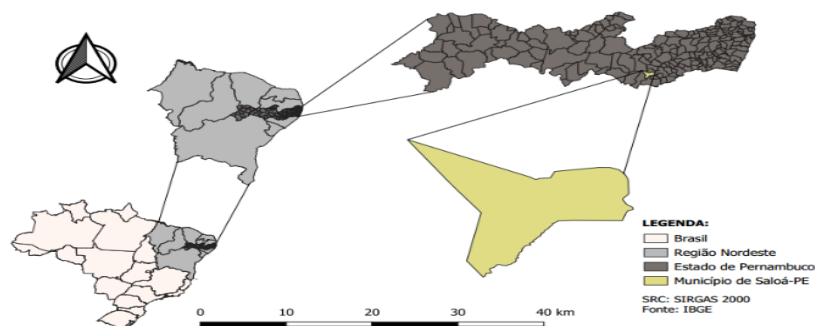 LEGENDA:
Brasil
Região Nordeste
Estado de Pernambuco
Município de Saloá-PE
SRC: SIRGAS 2000
Fonte: IBGE
0 10 20 30 40 km